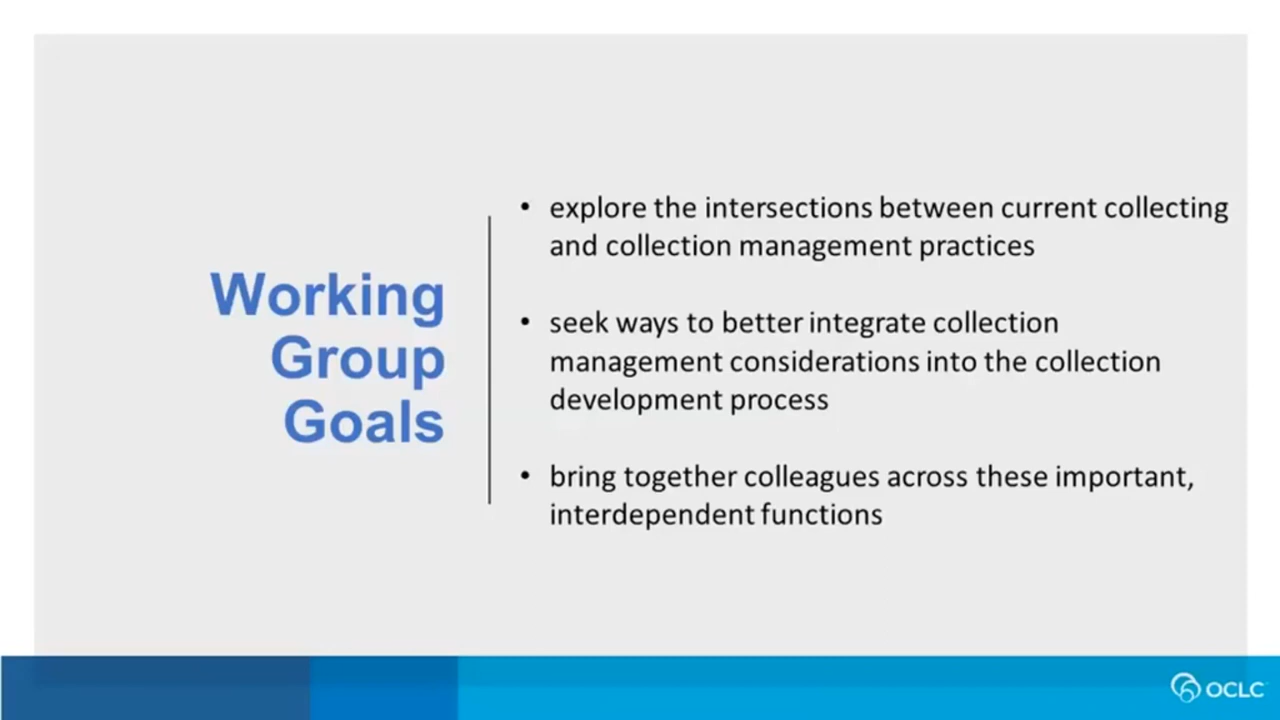 Working
Group
Goals
• explore the intersections between current collecting
and collection management practices
• seek ways to better integrate collection
management considerations into the collection
development process
• bring together colleagues across these important,
interdependent functions
OCLC